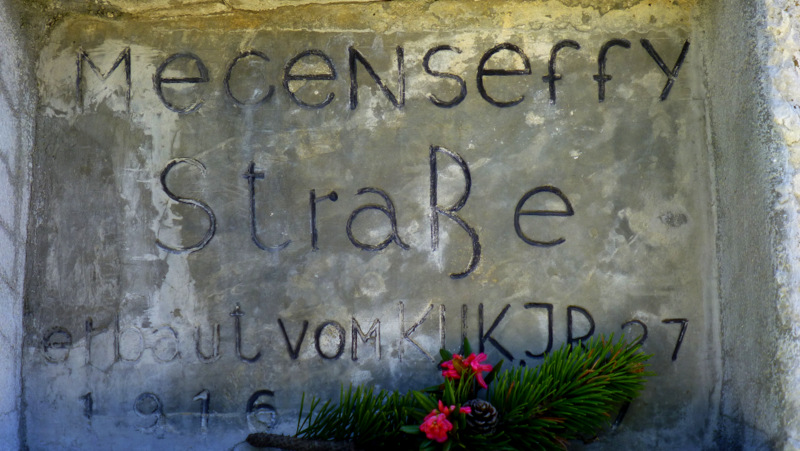 Mecenseffy
Straße
erbaut vom K.u.K.J.R. 27
1916